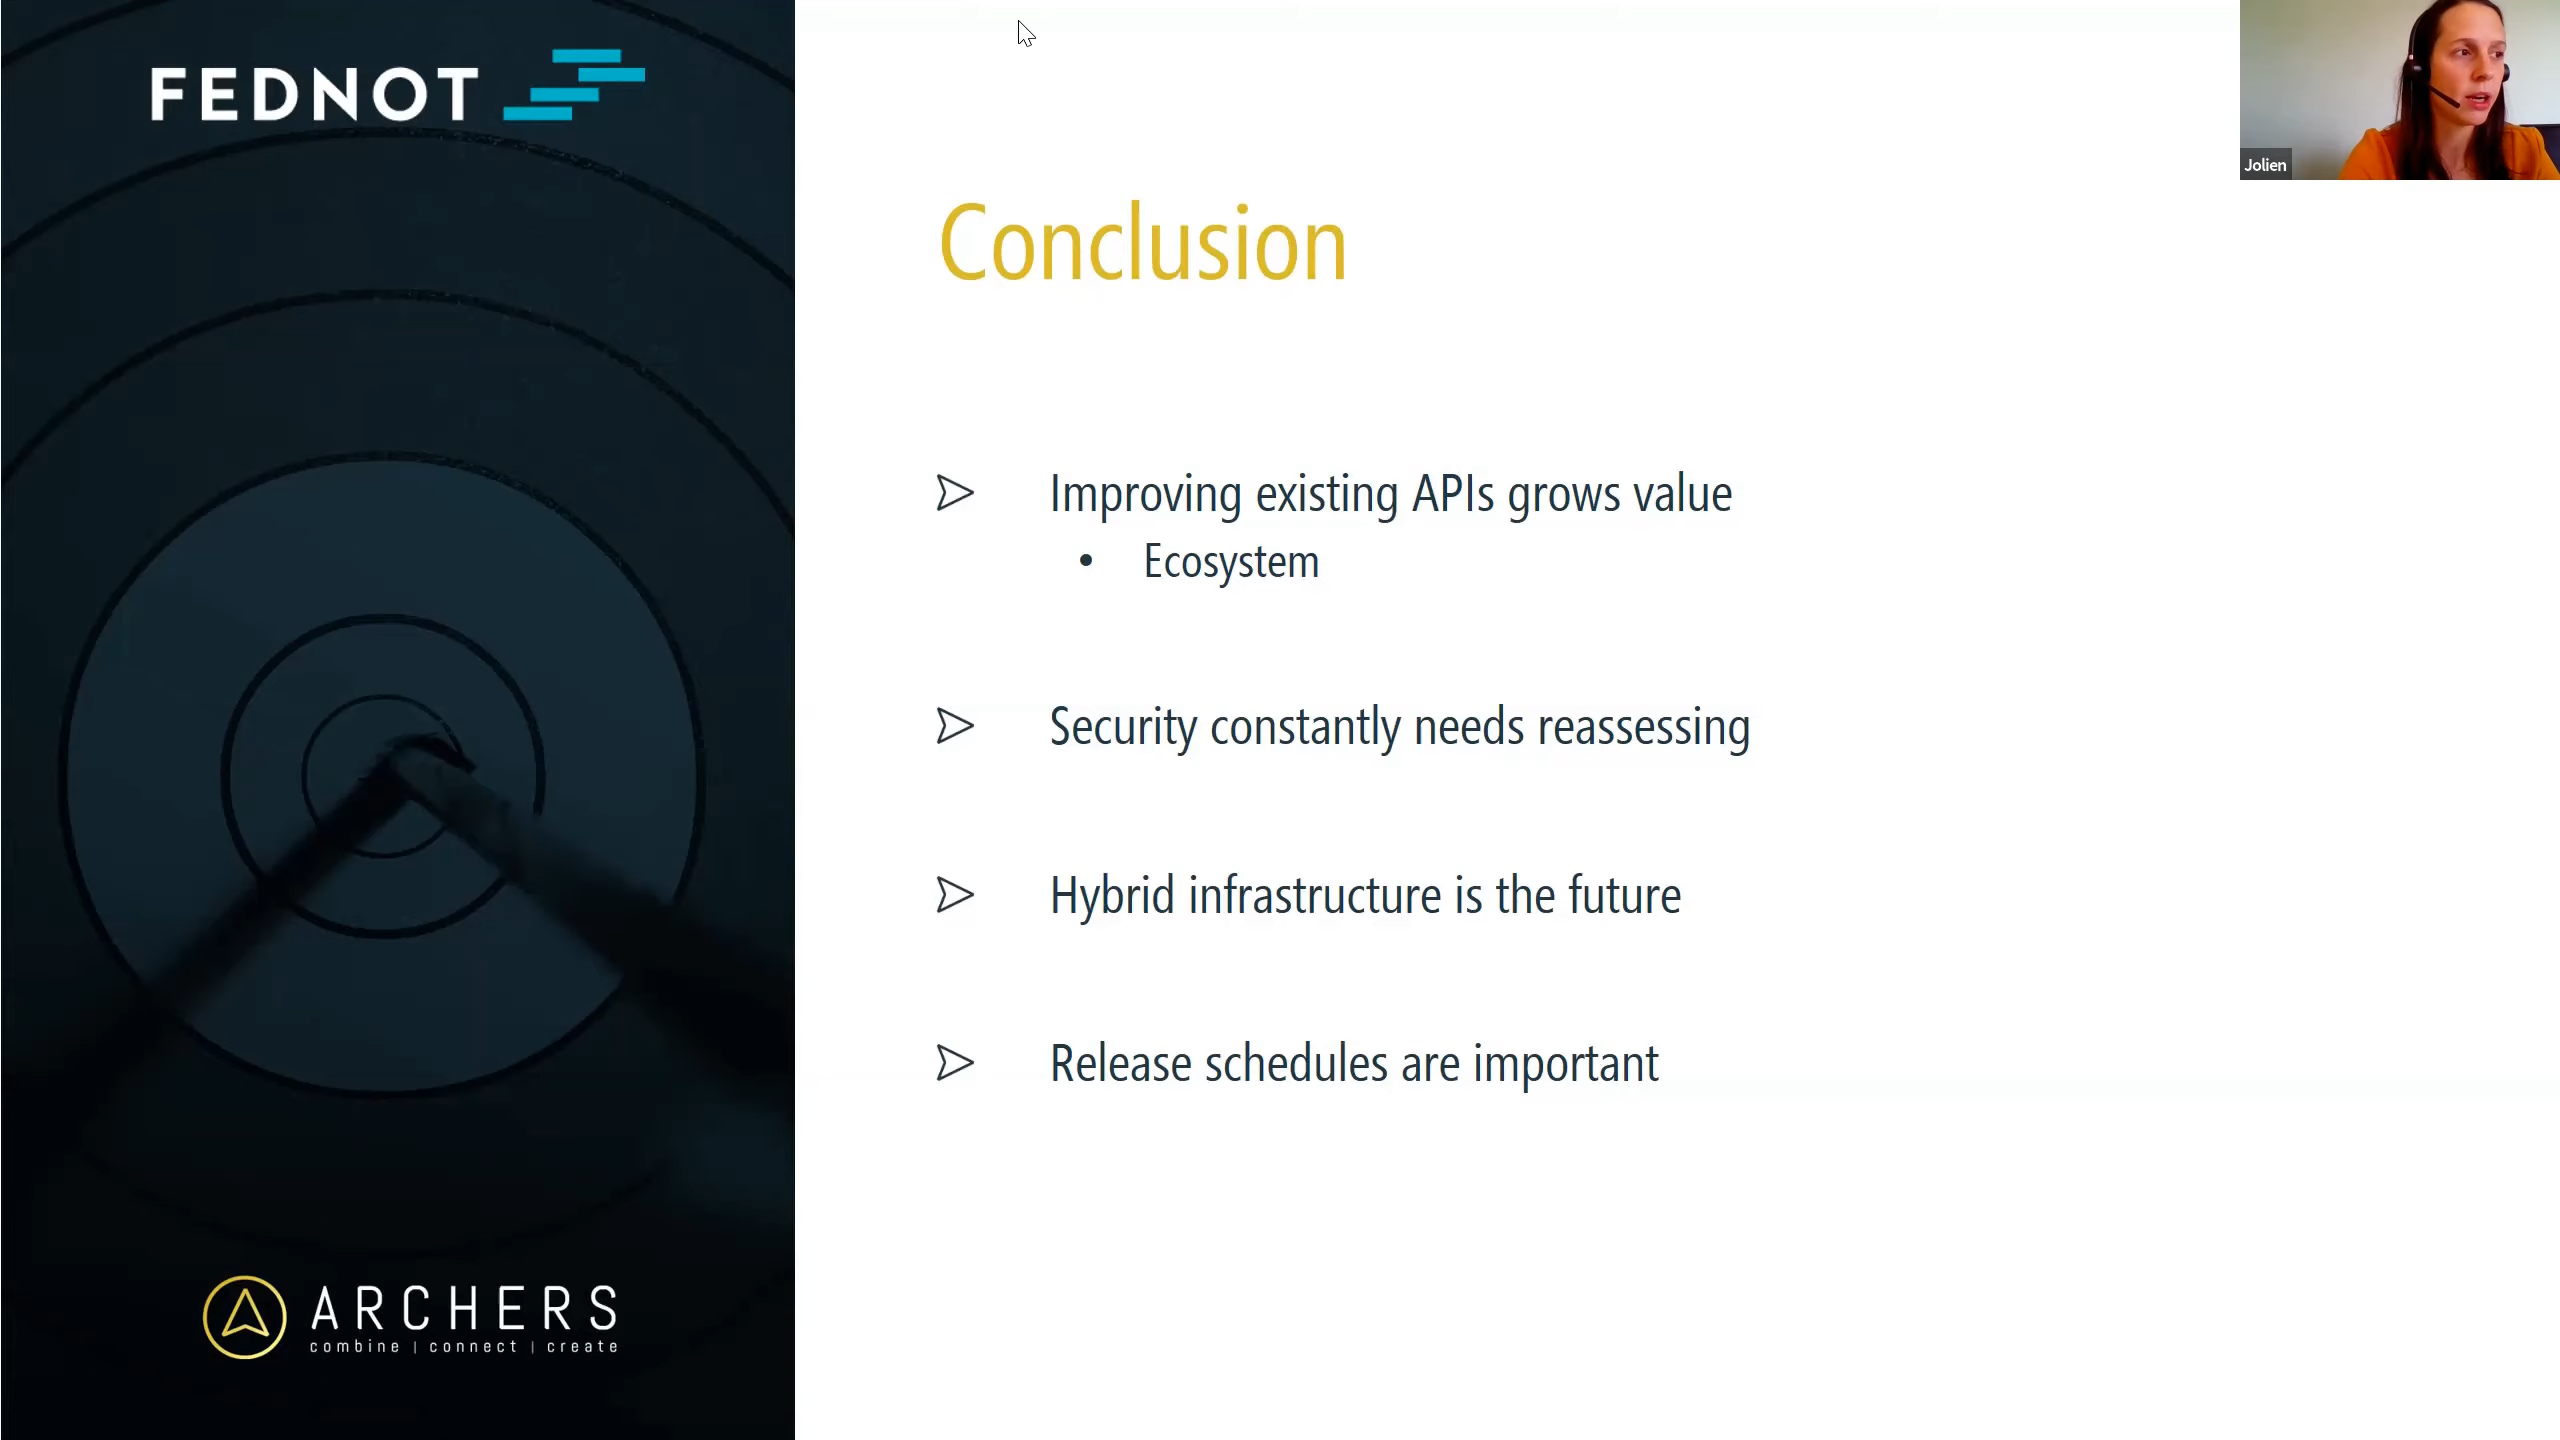 FEDNOT
Jolien
Conclusion
Improving existing APIs grows value
• Ecosystem
Security constantly needs reassessing
Hybrid infrastructure is the future
Release schedules are important
ARCHERS
combine | connect | create